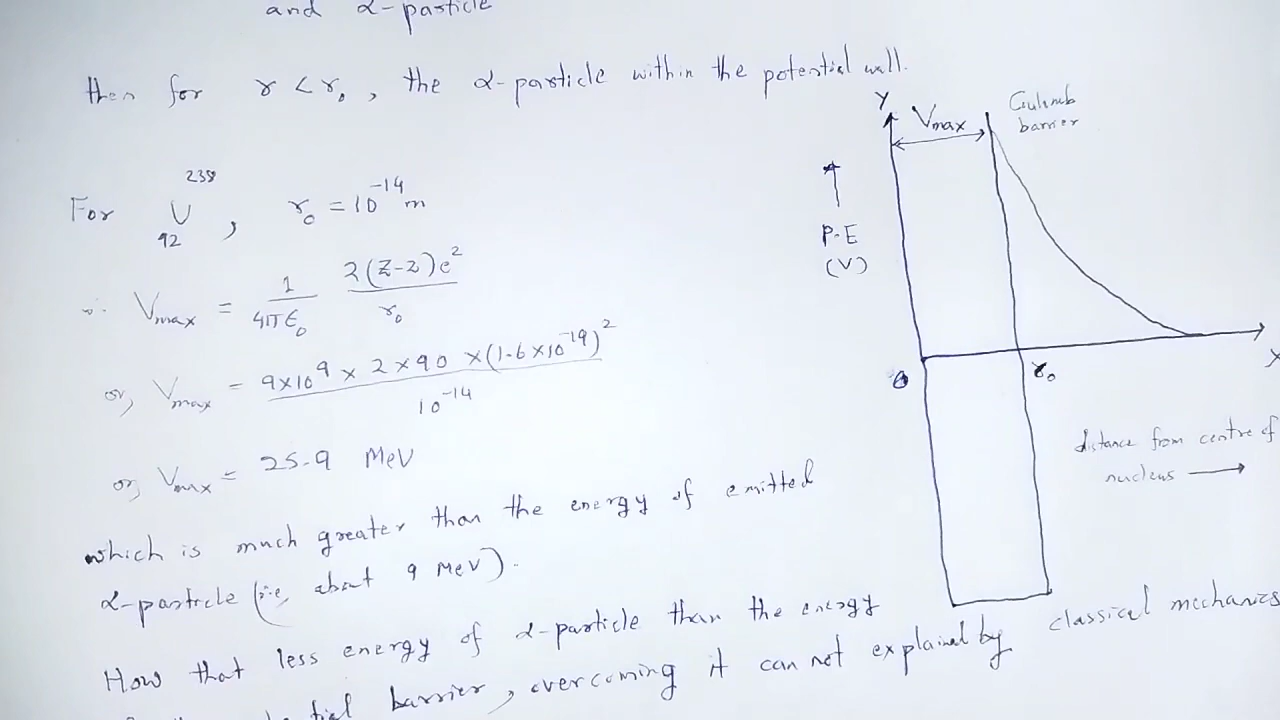 and α-particle
then for r < r₀, the α-particle within the potential wall.
For ₉₂U²³⁸, r₀ = 10⁻¹⁴ m
∴ Vmax = 1/4πϵ₀ 2(Z-2)e²/r₀
or, Vmax = 9×10⁹ × 2×90 ×(1.6×10⁻¹⁹)²/10⁻¹⁴
or, Vmax = 25.9 MeV
which is much greater than the energy of emitted
α-particle (i.e, about 9 MeV).
How that less energy of α-particle than the energy
barrier, overcoming it can not explained by classical mechanics
Y
Vmax
Coulomb
barrier
P.E
(V)
O
r₀
X
distance from centre of
nucleus →